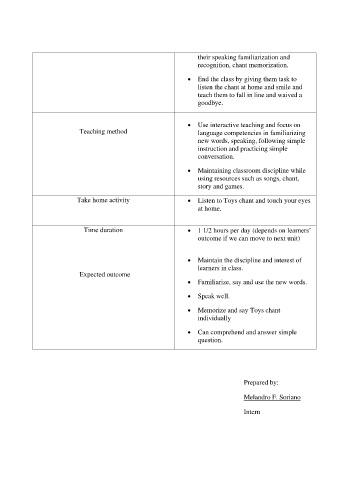 their speaking familiarization and
recognition, chant memorization.
• End the class by giving them task to
listen the chant at home and smile and
teach them to fall in line and waived a
goodbye.
Teaching method
• Use interactive teaching and focus on
language competencies in familiarizing
new words, speaking, following simple
instruction and practicing simple
conversation.
• Maintaining classroom discipline while
using resources such as songs, chant,
story and games.
Take home activity
• Listen to Toys chant and touch your eyes
at home.
Time duration
• 1 1/2 hours per day (depends on learners'
outcome if we can move to next unit)
Expected outcome
• Maintain the discipline and interest of
learners in class.
• Familiarize, say and use the new words.
• Speak well.
• Memorize and say Toys chant
individually
• Can comprehend and answer simple
question.
Prepared by:
Melandro F. Soriano
Intern